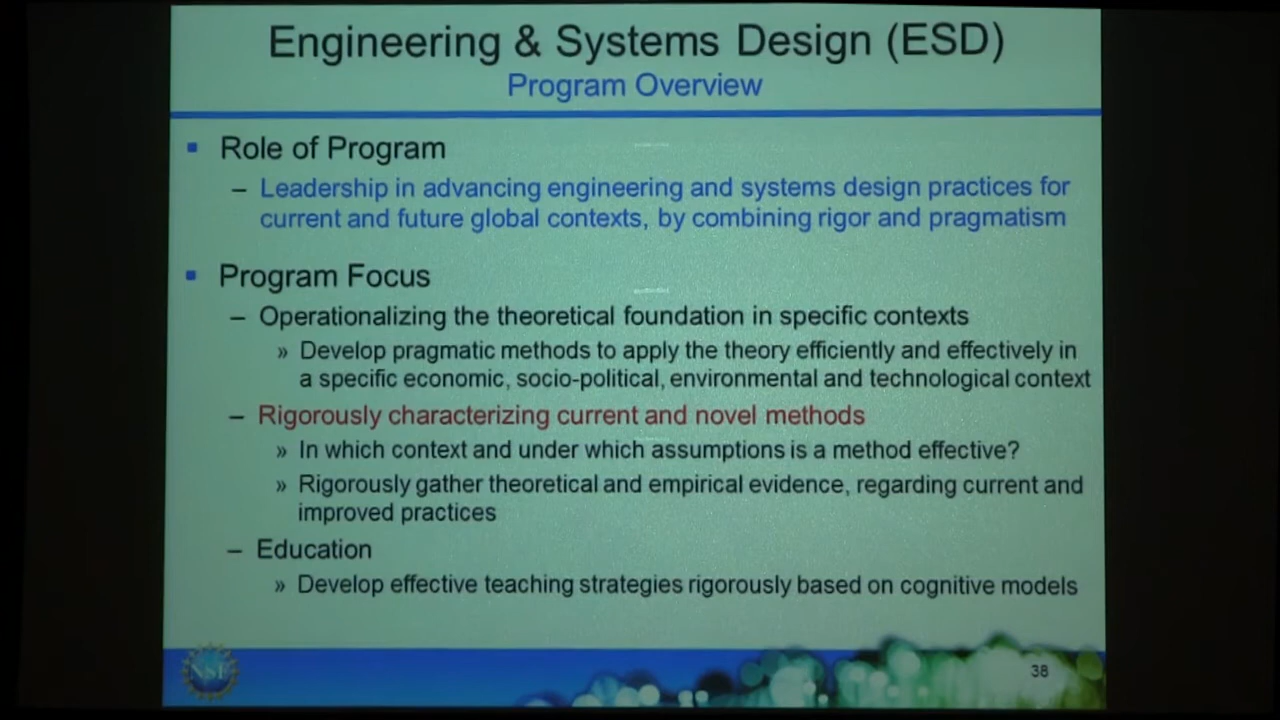 Engineering & Systems Design (ESD)
Program Overview
▪ Role of Program
– Leadership in advancing engineering and systems design practices for
current and future global contexts, by combining rigor and pragmatism
▪ Program Focus
– Operationalizing the theoretical foundation in specific contexts
» Develop pragmatic methods to apply the theory efficiently and effectively in
a specific economic, socio-political, environmental and technological context
– Rigorously characterizing current and novel methods
» In which context and under which assumptions is a method effective?
» Rigorously gather theoretical and empirical evidence, regarding current and
improved practices
– Education
» Develop effective teaching strategies rigorously based on cognitive models
NSF
38